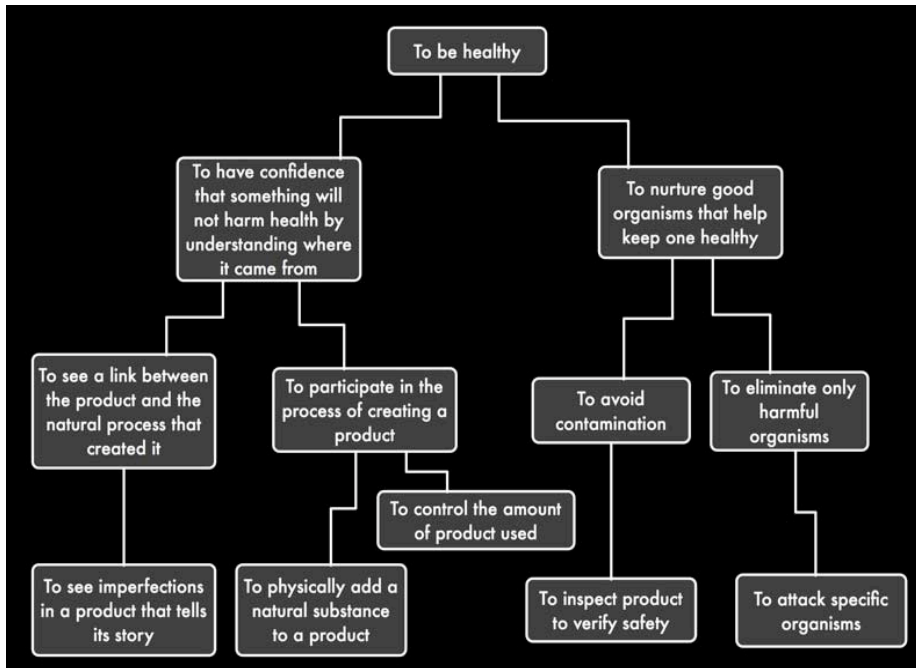 To be healthy
To have confidence
that something will
not harm health by
understanding where
it came from
To nurture good
organisms that help
keep one healthy
To see a link between
the product and the
natural process that
created it
To participate in the
process of creating a
product
To avoid
contamination
To eliminate only
harmful
organisms
To control the amount
of product used
To see imperfections
in a product that tells
its story
To physically add a
natural substance
to a product
To inspect product
to verify safety
To attack specific
organisms